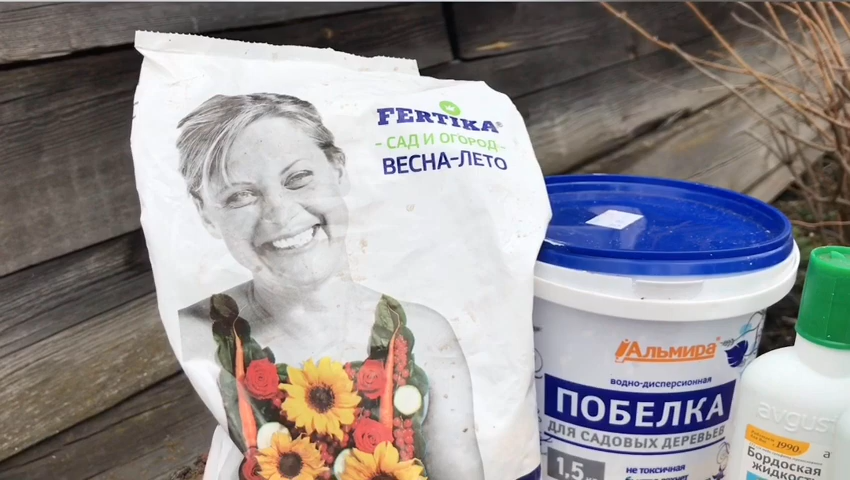 FERTIKA®
- САД И ОГОРОД -
ВЕСНА-ЛЕТО
Альмира®
водно-дисперсионная
ПОБЕЛКА
ДЛЯ САДОВЫХ ДЕРЕВЬЕВ
1,5
не токсичная
avgust
1990
Бордоская
жидкость